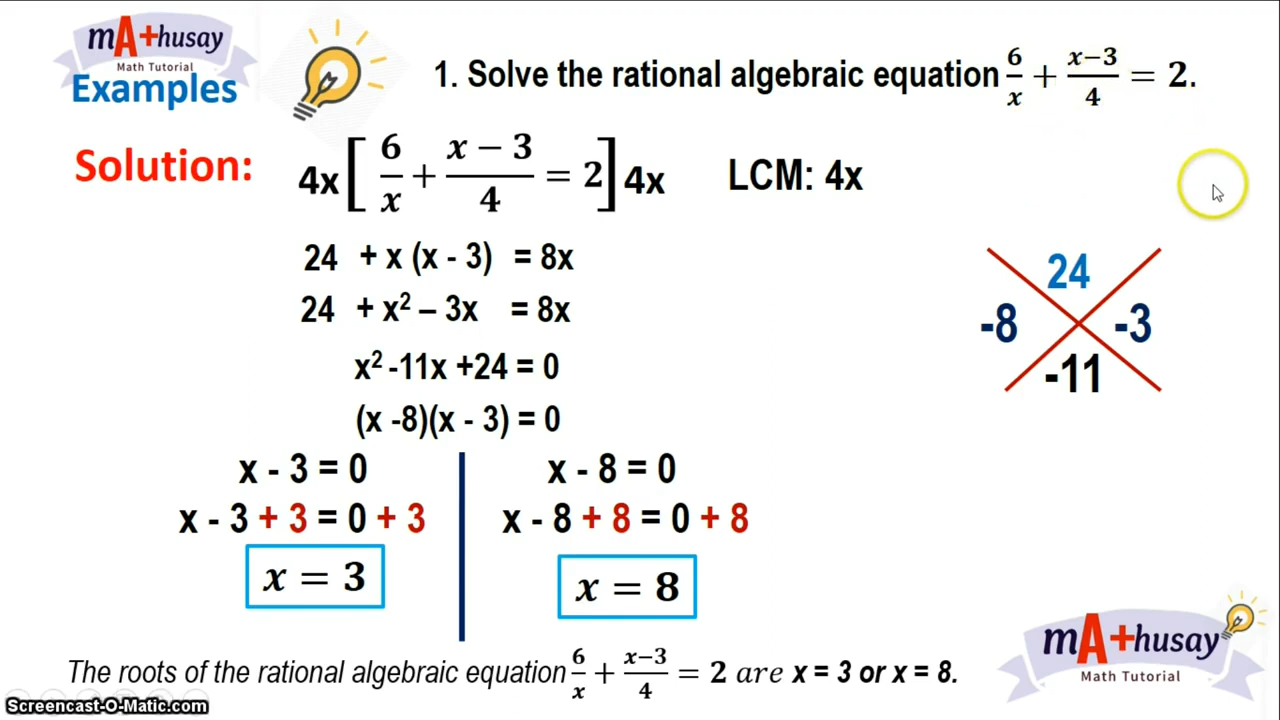 mA+husay
Math Tutorial
Examples
1. Solve the rational algebraic equation 6/x + (x−3)/4 = 2.
Solution:
4x[ 6/x + (x − 3)/4 = 2 ]4x
LCM: 4x
24 + x (x - 3) = 8x
24 + x² – 3x = 8x
x² -11x +24 = 0
(x -8)(x - 3) = 0
24
-8 -3
-11
x - 3 = 0
x - 3 + 3 = 0 + 3
x = 3
x - 8 = 0
x - 8 + 8 = 0 + 8
x = 8
mA+husay
Math Tutorial
The roots of the rational algebraic equation 6/x + (x−3)/4 = 2 are x = 3 or x = 8.
Screencast-O-Matic.com